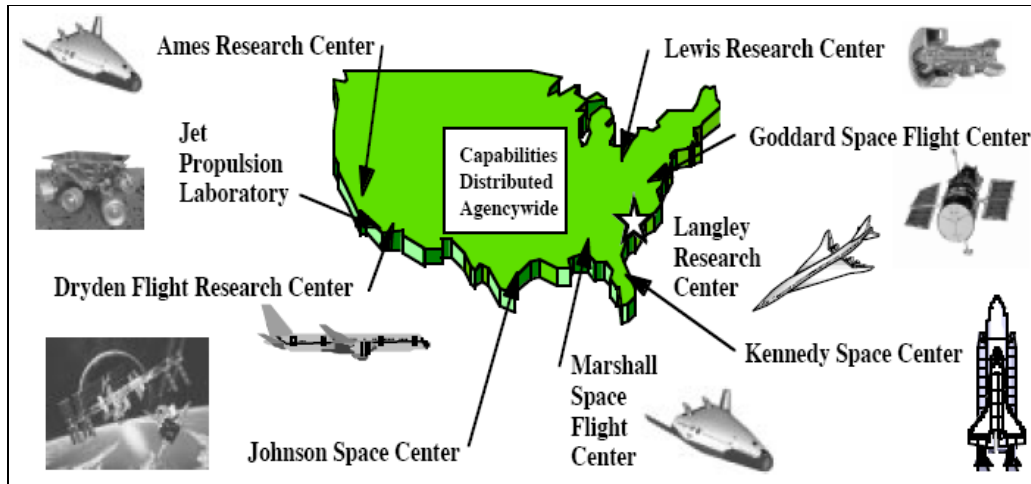 Ames Research Center
Lewis Research Center
Jet
Propulsion
Laboratory
Goddard Space Flight Center
Capabilities
Distributed
Agencywide
Langley
Research
Center
Dryden Flight Research Center
Kennedy Space Center
Marshall
Space
Flight
Center
Johnson Space Center